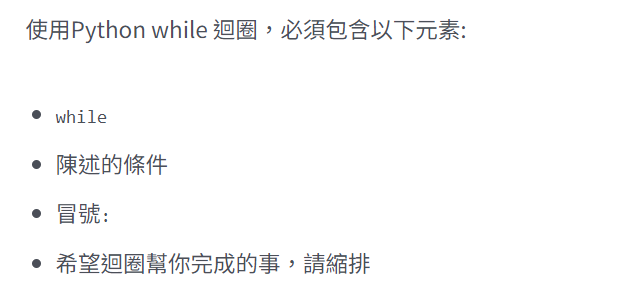 使用Python while 迴圈，必須包含以下元素:
while
陳述的條件
冒號:
希望迴圈幫你完成的事，請縮排